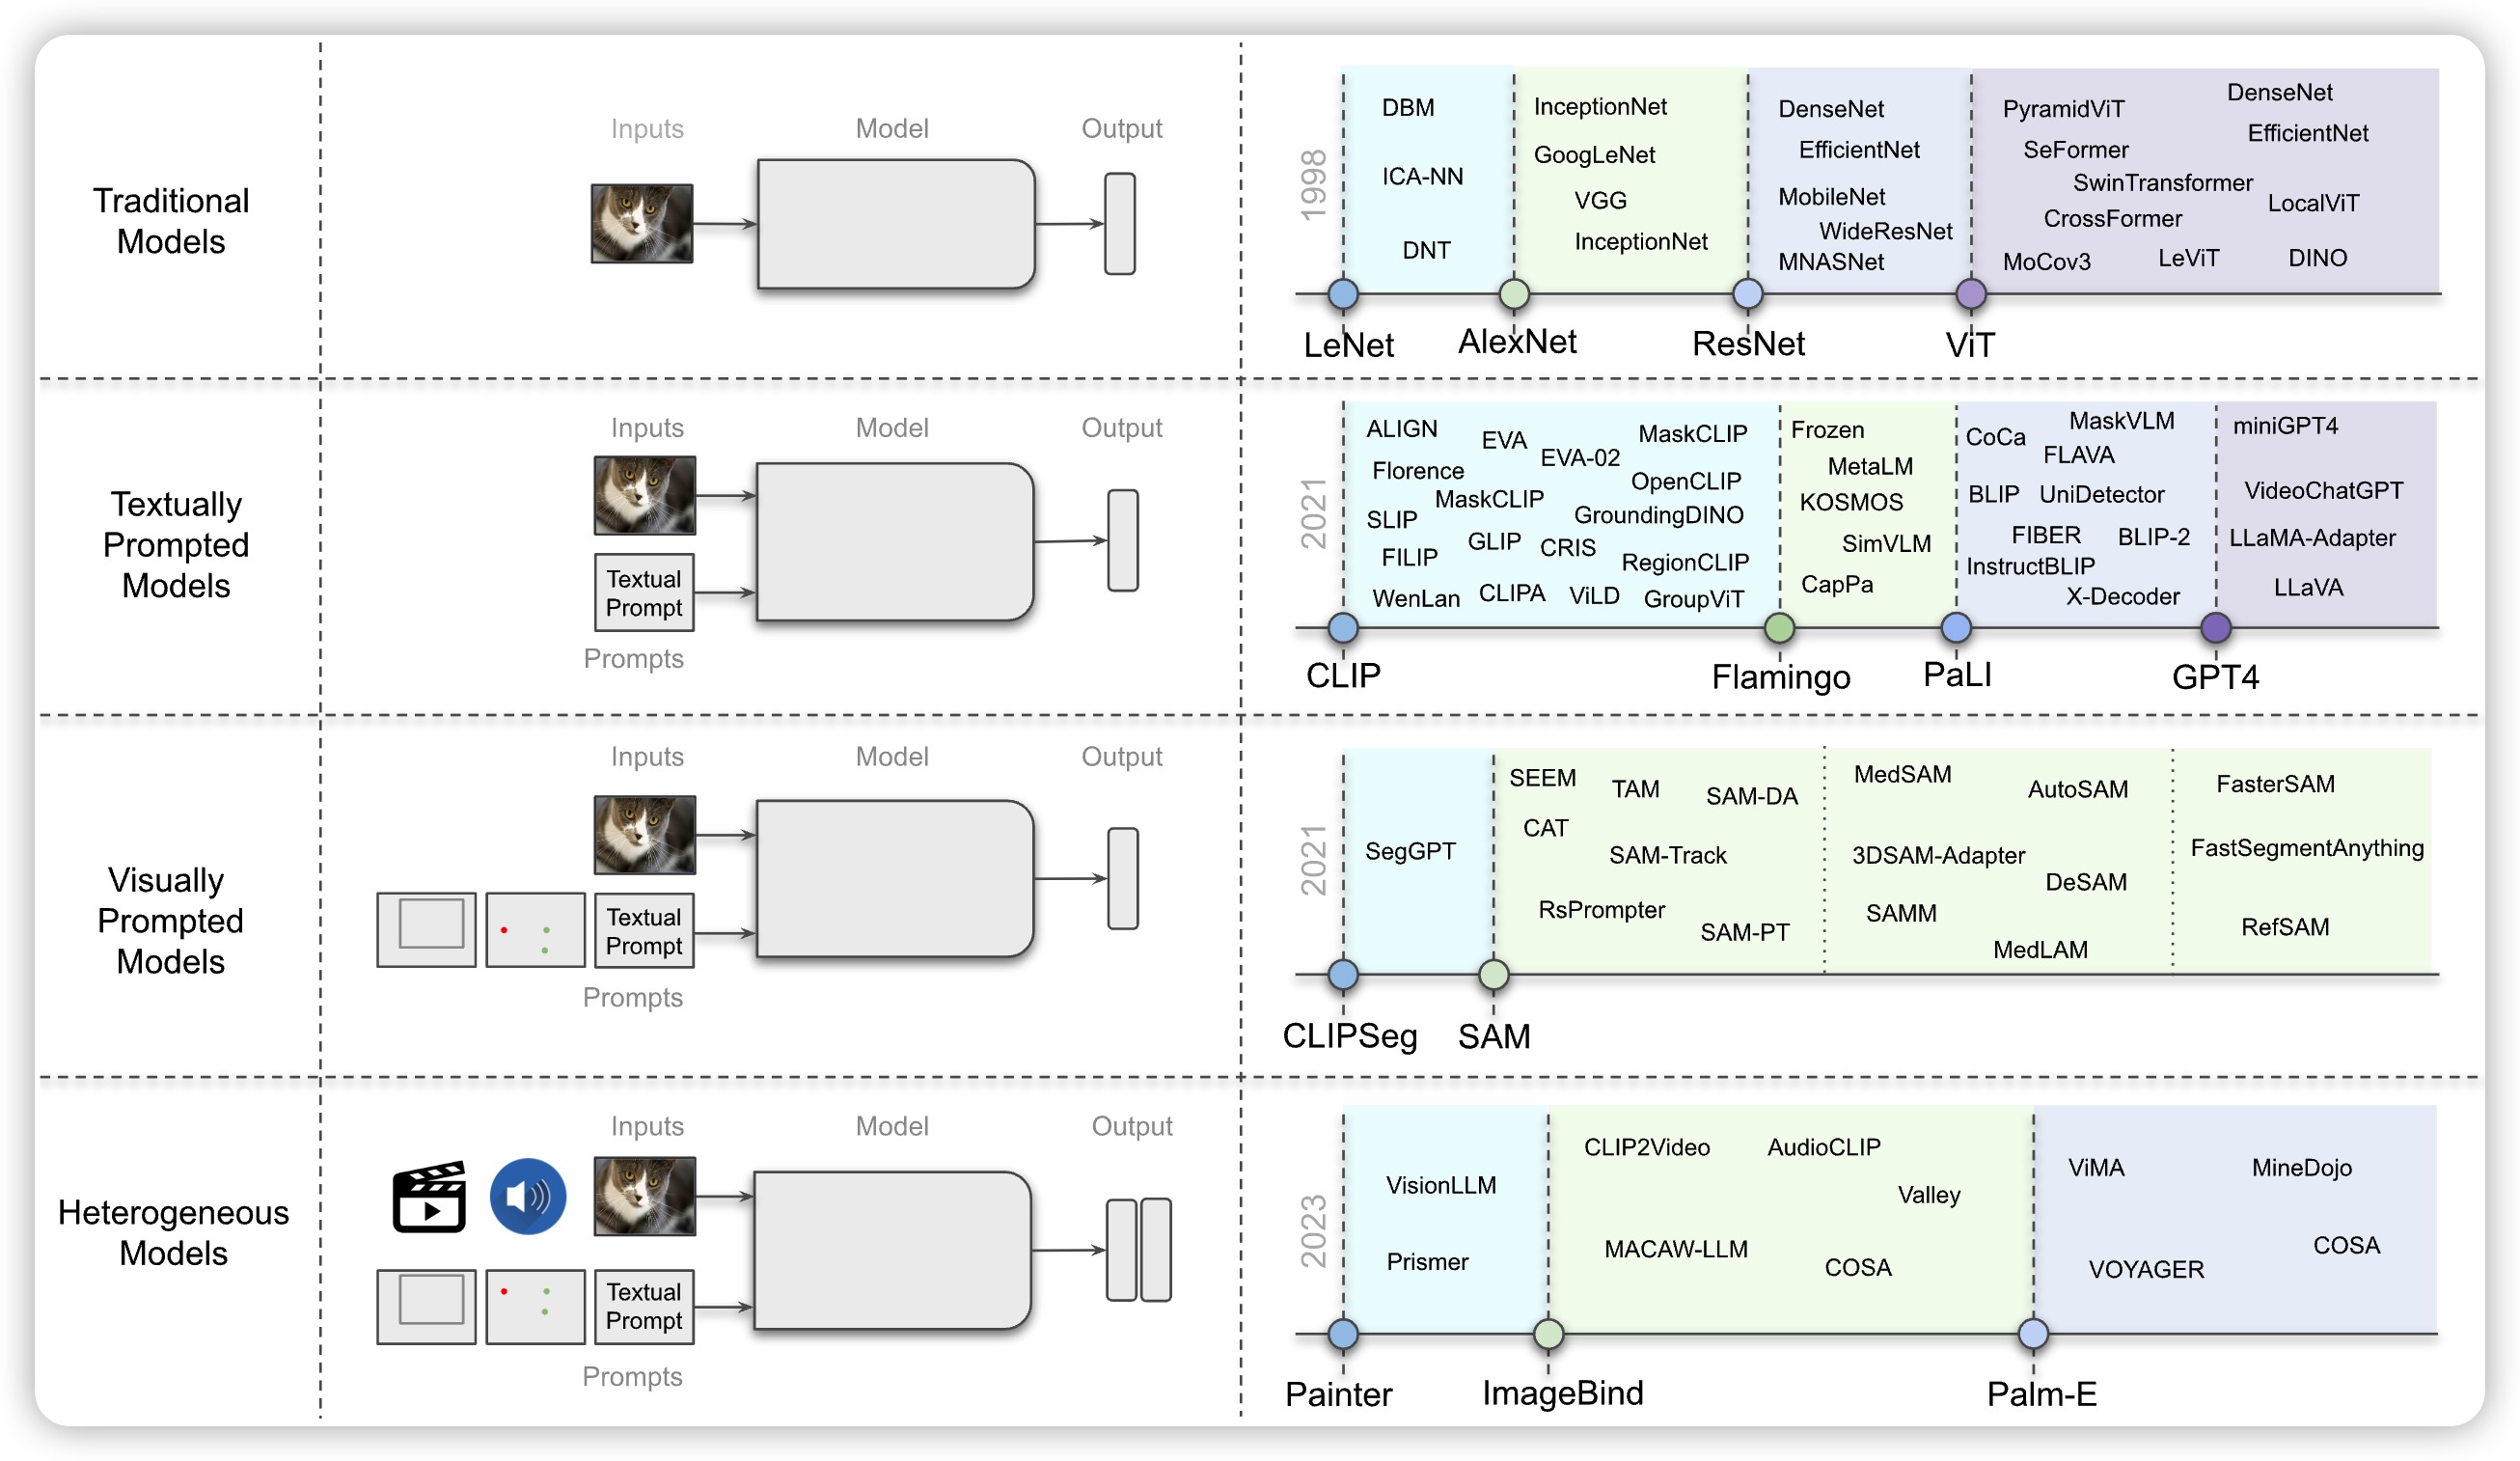 Traditional
Models
Inputs
Model
Output
1998
DBM
ICA-NN
DNT
InceptionNet
GoogLeNet
VGG
InceptionNet
DenseNet
EfficientNet
MobileNet
WideResNet
MNASNet
PyramidViT
DenseNet
EfficientNet
SeFormer
SwinTransformer
LocalViT
CrossFormer
MoCov3
LeViT
DINO
LeNet
AlexNet
ResNet
ViT
Textually
Prompted
Models
Inputs
Model
Output
Textual
Prompt
Prompts
2021
ALIGN
EVA
MaskCLIP
EVA-02
Florence
OpenCLIP
MaskCLIP
SLIP
GroundingDINO
GLIP
CRIS
FILIP
RegionCLIP
WenLan
CLIPA
ViLD
GroupViT
Frozen
MetaLM
KOSMOS
SimVLM
CapPa
CoCa
MaskVLM
FLAVA
BLIP
UniDetector
FIBER
BLIP-2
InstructBLIP
X-Decoder
miniGPT4
VideoChatGPT
LLaMA-Adapter
LLaVA
CLIP
Flamingo
PaLI
GPT4
Visually
Prompted
Models
Inputs
Model
Output
Textual
Prompt
Prompts
2021
SegGPT
SEEM
TAM
SAM-DA
CAT
SAM-Track
RsPrompter
SAM-PT
MedSAM
AutoSAM
3DSAM-Adapter
DeSAM
SAMM
MedLAM
FasterSAM
FastSegmentAnything
RefSAM
CLIPSeg
SAM
Heterogeneous
Models
Inputs
Model
Output
Textual
Prompt
Prompts
2023
VisionLLM
Prismer
CLIP2Video
AudioCLIP
Valley
MACAW-LLM
COSA
ViMA
MineDojo
COSA
VOYAGER
Painter
ImageBind
Palm-E